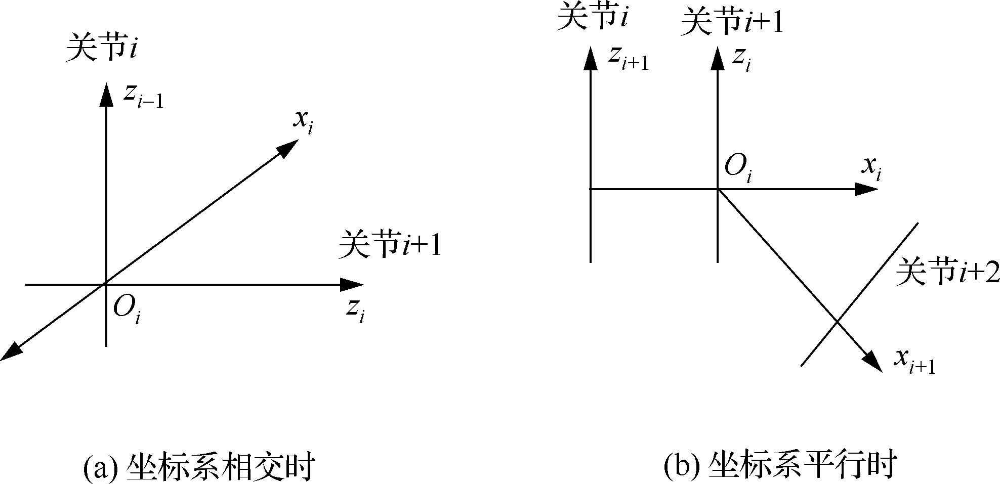 关节i
z_{i-1}
x_i
关节i+1
O_i
z_i
(a) 坐标系相交时
关节i
关节i+1
z_{i+1}
z_i
O_i
x_i
关节i+2
x_{i+1}
(b) 坐标系平行时